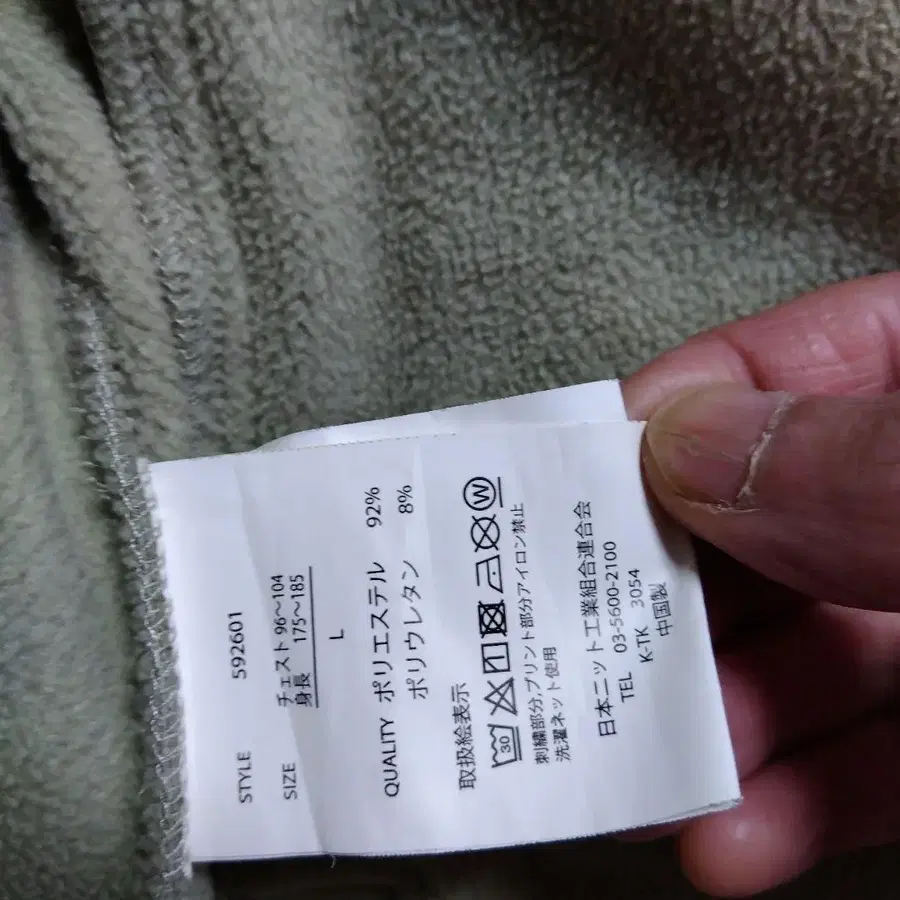 STYLE 592601
SIZE チェスト 96〜104
身長 175〜185
L
QUALITY ポリエステル 92%
ポリウレタン 8%
取扱絵表示
30 W
刺繍部分,プリント部分アイロン禁止
洗濯ネット使用
日本ニット工業組合連合会
TEL 03-5600-2100
K-TK 3054
中国製